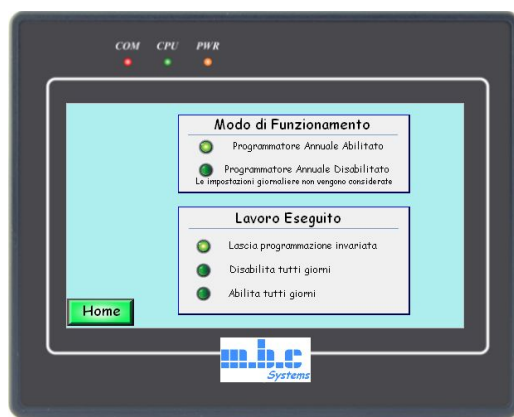 COM CPU PWR
Modo di Funzionamento
Programmatore Annuale Abilitato
Programmatore Annuale Disabilitato
Le impostazioni giornaliere non vengono considerate
Lavoro Eseguito
Lascia programmazione invariata
Disabilita tutti giorni
Abilita tutti giorni
Home
m.b.c
Systems